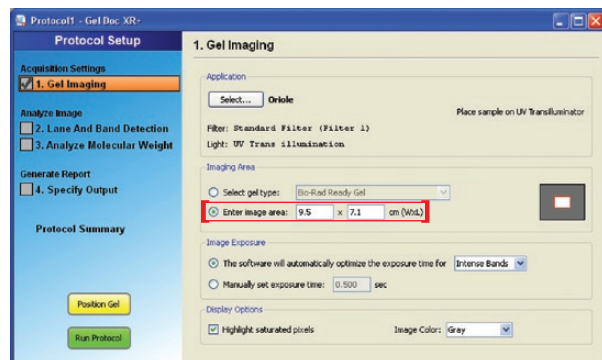 Protocol1 - Gel Doc XR+
Protocol Setup
Acquisition Settings
1. Gel Imaging
Analyze Image
2. Lane And Band Detection
3. Analyze Molecular Weight
Generate Report
4. Specify Output
Protocol Summary
Position Gel
Run Protocol
1. Gel Imaging
Application
Select... Oriole
Place sample on UV Transilluminator
Filter: Standard Filter (Filter 1)
Light: UV Trans illumination
Imaging Area
Select gel type: Bio-Rad Ready Gel
Enter image area: 9.5 x 7.1 cm (WxL)
Image Exposure
The software will automatically optimize the exposure time for Intense Bands
Manually set exposure time: 0.500 sec
Display Options
Highlight saturated pixels Image Color: Gray